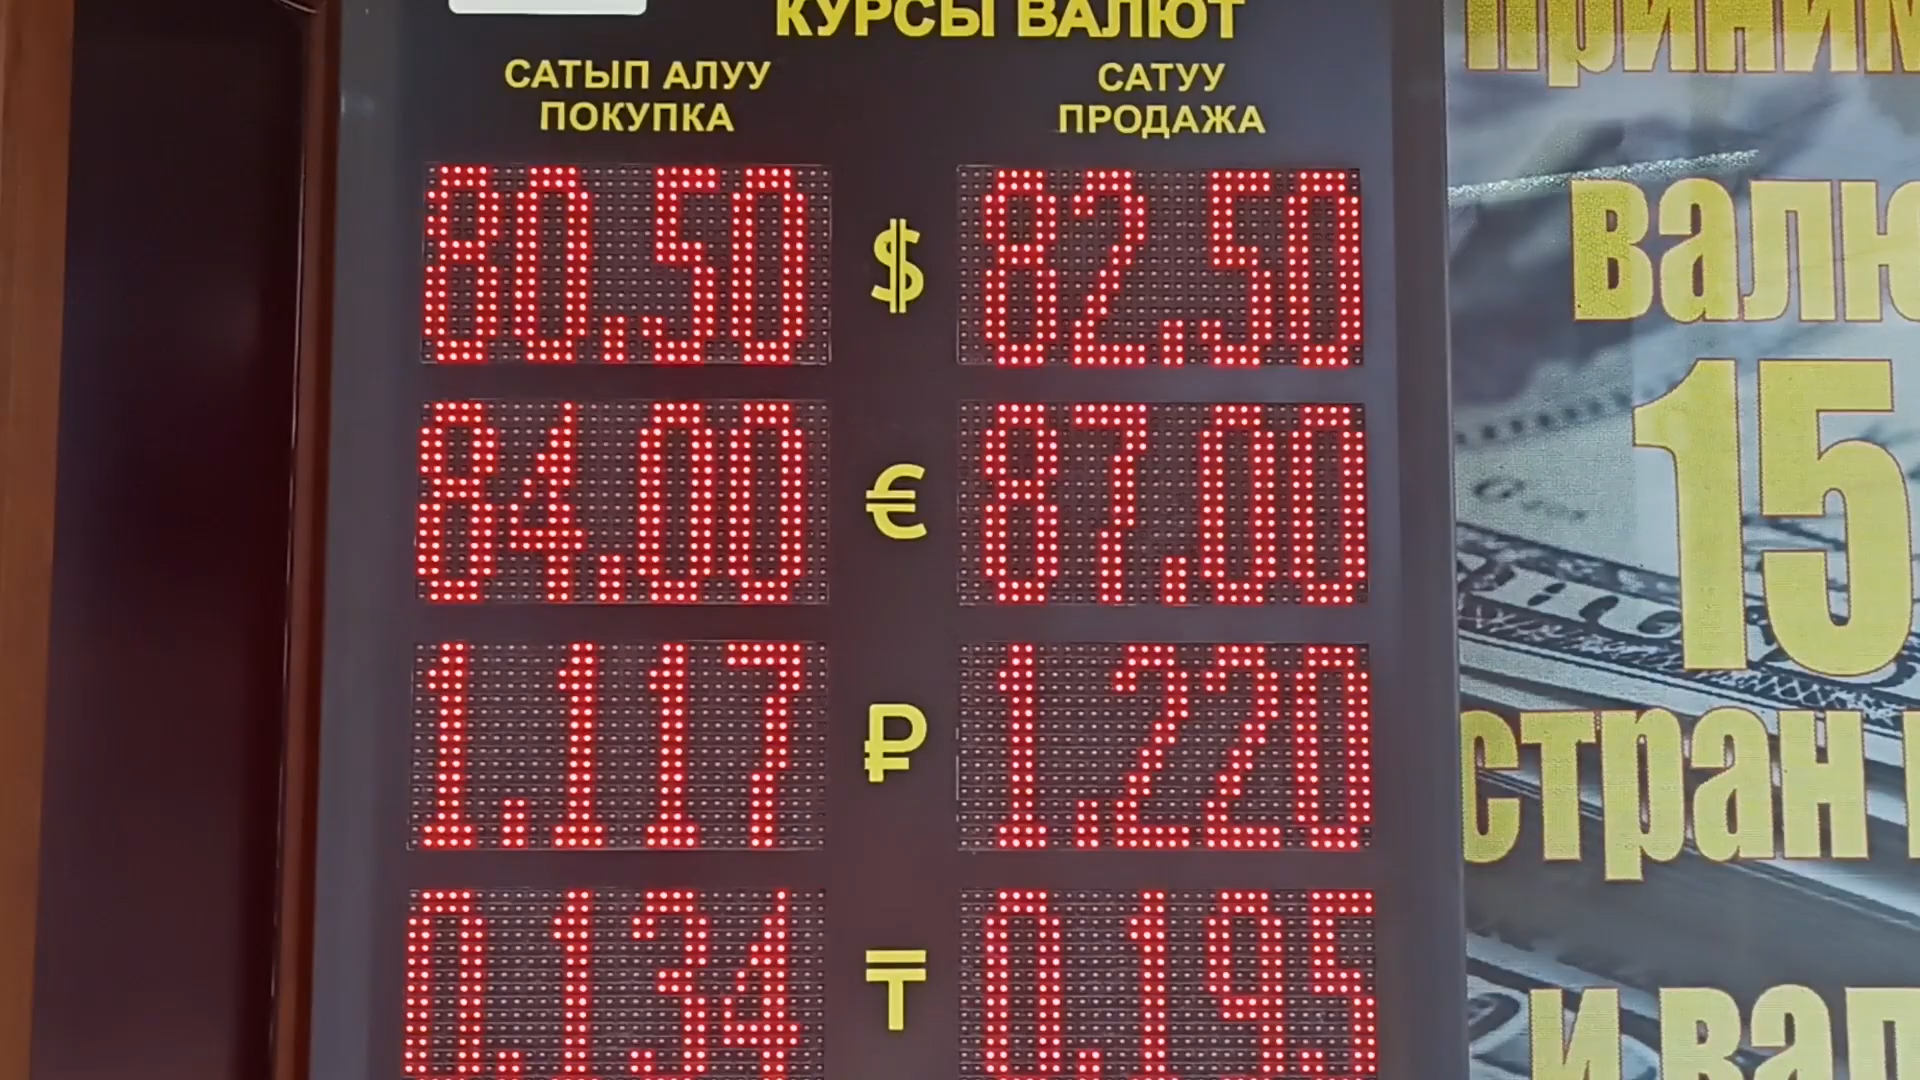 КУРСЫ ВАЛЮТ
САТЫП АЛУУ
ПОКУПКА
САТУУ
ПРОДАЖА
80.50 $ 82.50
84.00 € 87.00
1.117 ₽ 1.220
0.134 ₸ 0.195
15
стран
и